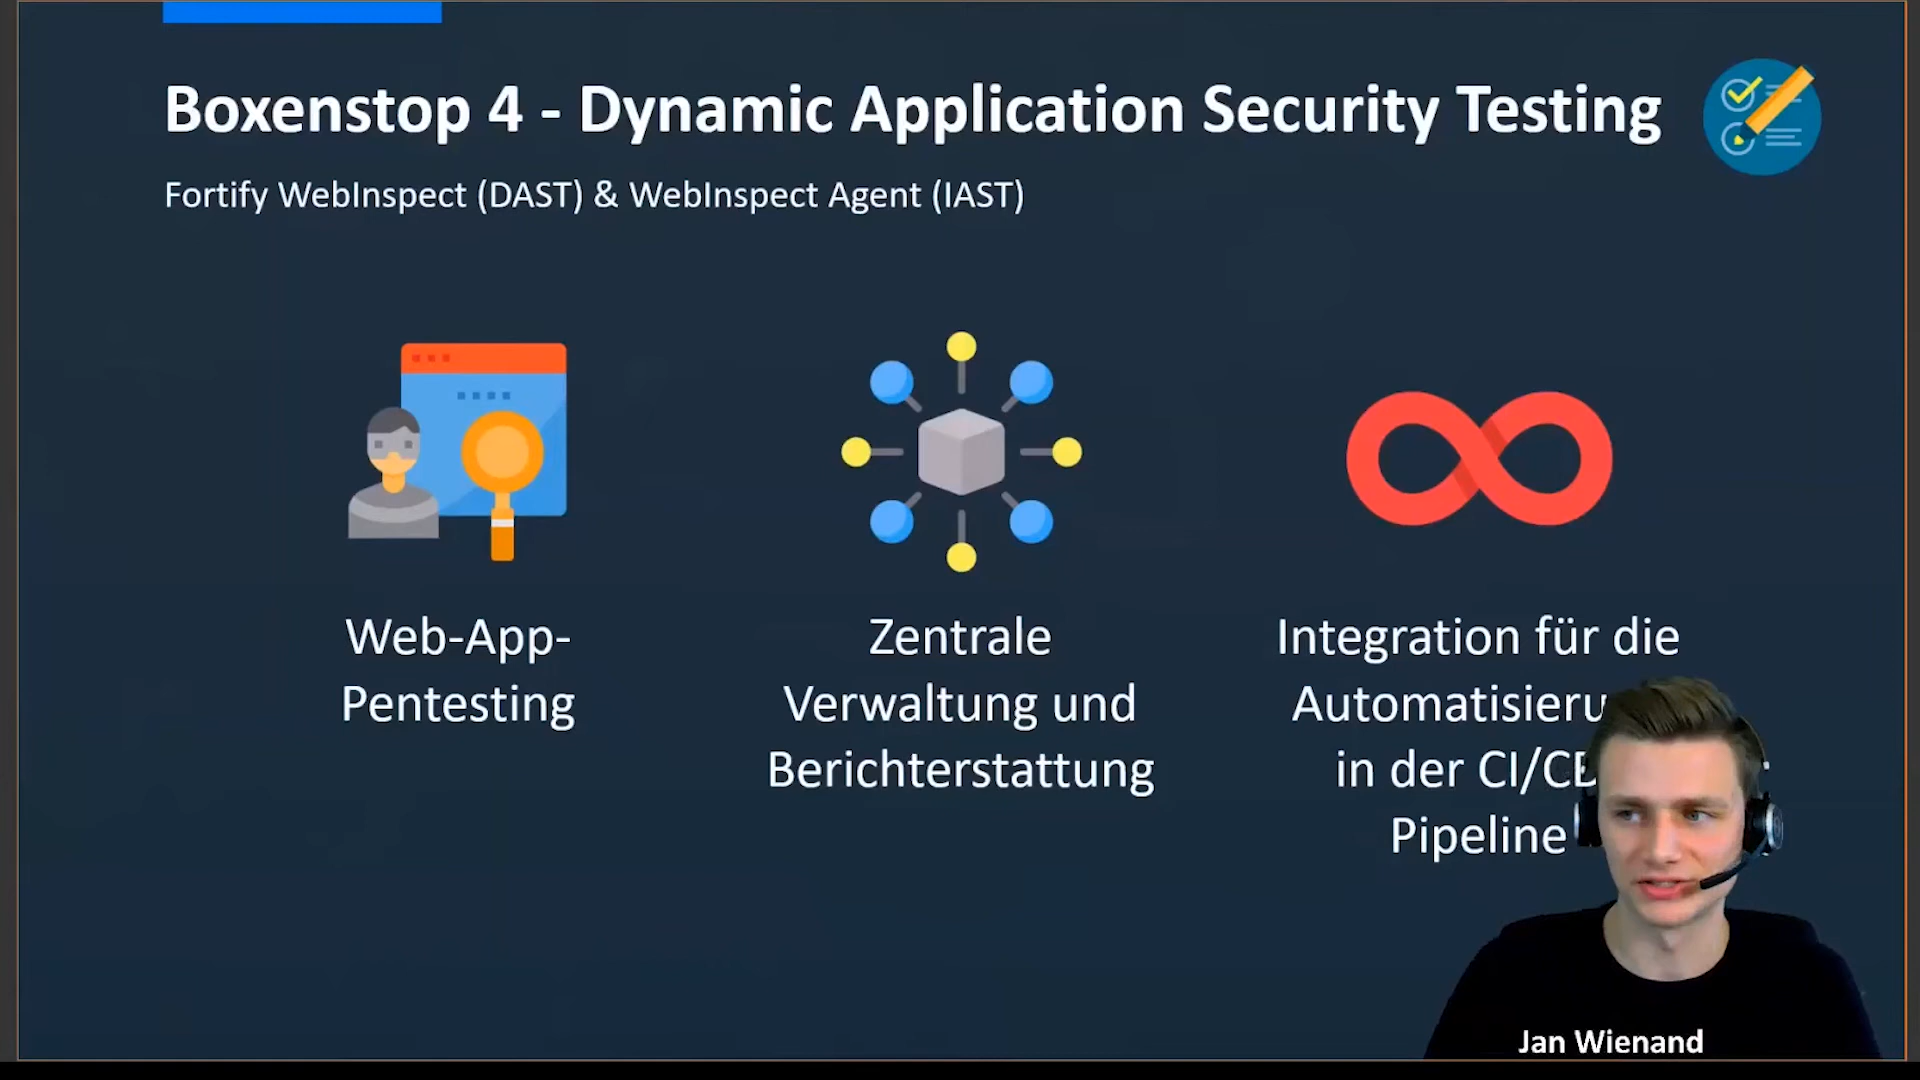 Boxenstop 4 - Dynamic Application Security Testing
Fortify WebInspect (DAST) & WebInspect Agent (IAST)
Web-App-
Pentesting
Zentrale
Verwaltung und
Berichterstattung
Integration für die
in der
Pipeline
Jan Wienand